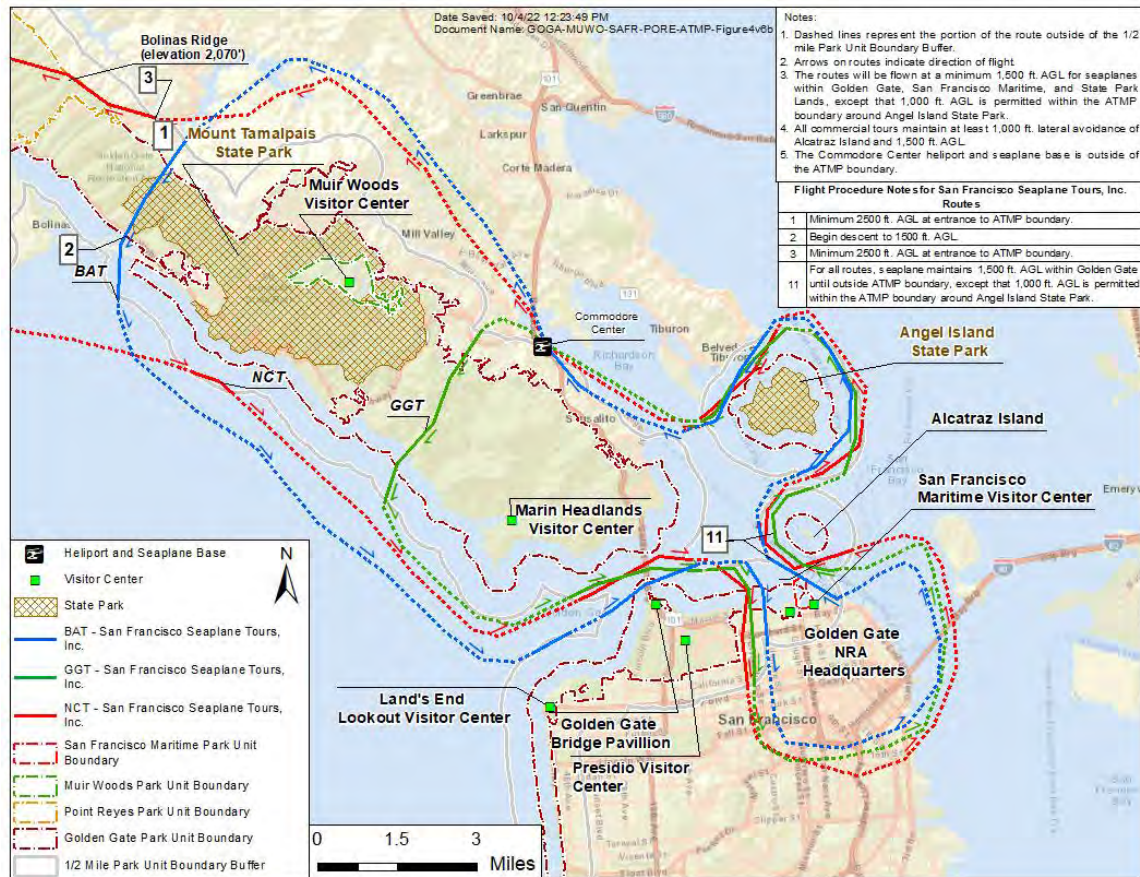 Date Saved: 10/4/22 12:23:49 PM
Document Name: GOGA-MUWO-SAFR-PORE-ATMP-Figure4v6b
Notes:
1. Dashed lines represent the portion of the route outside of the 1/2
mile Park Unit Boundary Buffer.
2. Arrows on routes indicate direction of flight
3. The routes will be flown at a minimum 1,500 ft. AGL for seaplanes
within Golden Gate, San Francisco Maritime, and State Park
Lands, except that 1,000 ft. AGL is permitted within the ATMP
boundary around Angel Island State Park.
4. All commercial tours maintain at least 1,000 ft. lateral avoidance of
Alcatraz Island and 1,500 ft. AGL
5. The Commodore Center heliport and seaplane base is outside of
the ATMP boundary.
Flight Procedure Notes for San Francisco Seaplane Tours, Inc.
Routes
1 Minimum 2500 ft. AGL at entrance to ATMP boundary.
2 Begin descent to 1500 ft. AGL.
3 Minimum 2500 ft. AGL at entrance to ATMP boundary.
11 For all routes, seaplane maintains 1,500 ft. AGL within Golden Gate
until outside ATMP boundary, except that 1,000 ft. AGL is permitted
within the ATMP boundary around Angel Island State Park.
Bolinas Ridge
(elevation 2,070')
3
1
Mount Tamalpais
State Park
Muir Woods
Visitor Center
Greenbrae
San Quentin
Larkspur
Corte Madera
101
580
Mill Valley
Bolinas
2
BAT
NCT
GGT
Commodore
Center
131
Tiburon
Richardson
Bay
Belvedere
Tiburon
Angel Island
State Park
Sausalito
Alcatraz Island
San
Francisco
Bay
San Francisco
Maritime Visitor Center
Emery
Marin Headlands
Visitor Center
11
80
101
Golden Gate
NRA
Headquarters
Land's End
Lookout Visitor Center
Golden Gate
Bridge Pavillion
Presidio Visitor
Center
San Francisco
California St
Heliport and Seaplane Base
N
Visitor Center
State Park
BAT - San Francisco Seaplane Tours,
Inc.
GGT - San Francisco Seaplane Tours,
Inc.
NCT - San Francisco Seaplane Tours,
Inc.
San Francisco Maritime Park Unit
Boundary
Muir Woods Park Unit Boundary
Point Reyes Park Unit Boundary
Golden Gate Park Unit Boundary
1/2 Mile Park Unit Boundary Buffer
0 1.5 3
Miles